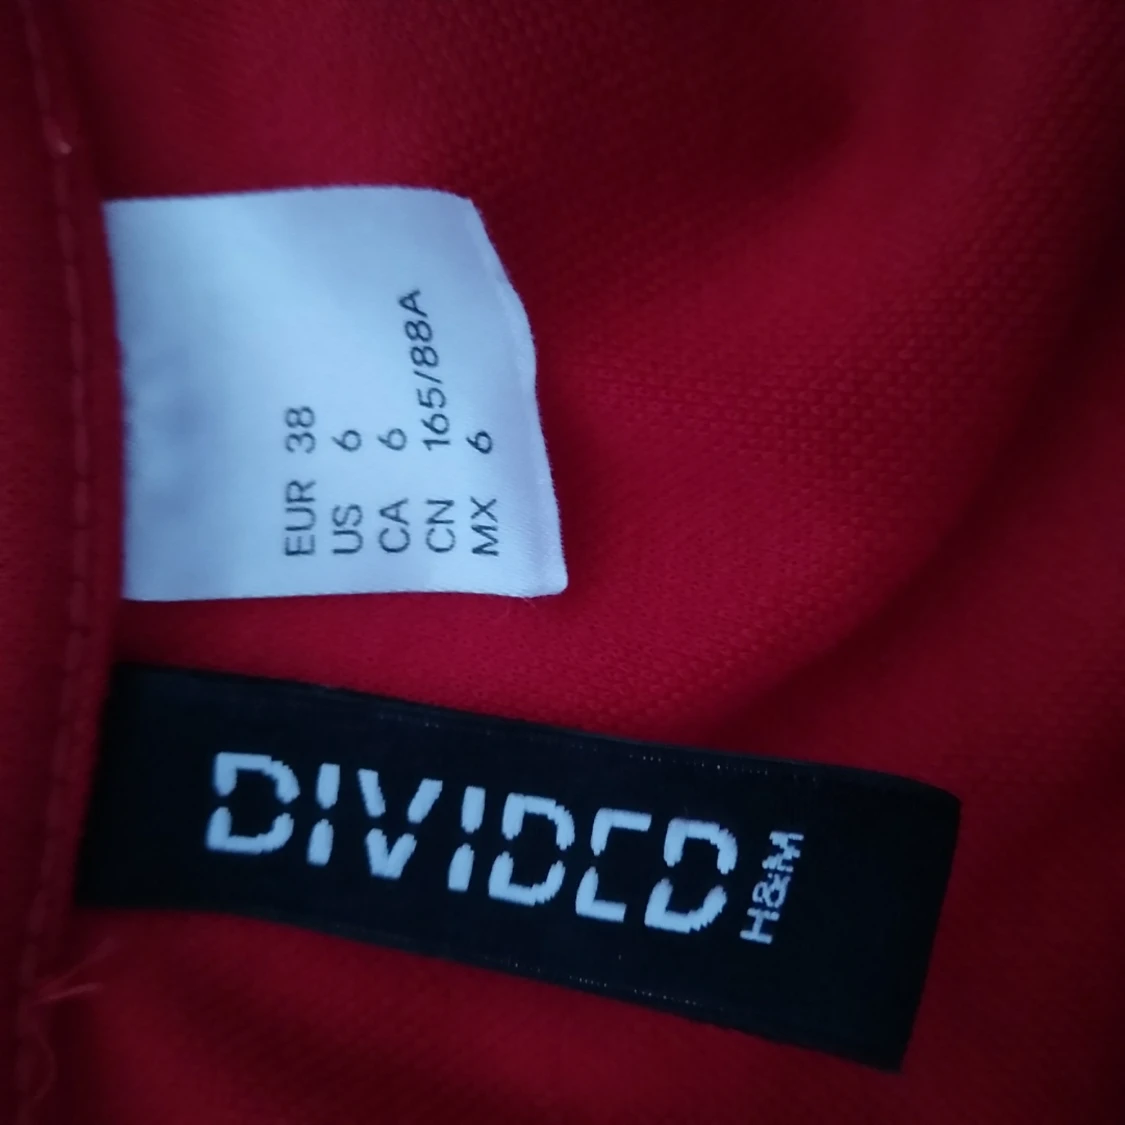 EUR 38
US 6
CA 6
CN 165/88A
MX 6
DIVIDED
H&M